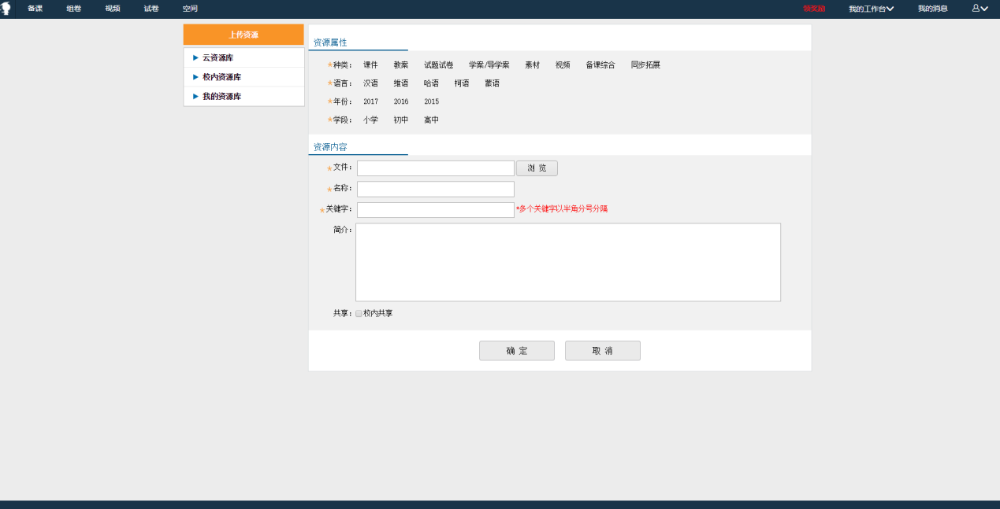 备课 组卷 视频 试卷 空间 领奖励 我的工作台 我的消息
上传资源
云资源库
校内资源库
我的资源库
资源属性
*种类： 课件 教案 试题试卷 学案/导学案 素材 视频 备课综合 同步拓展
*语言： 汉语 维语 哈语 柯语 蒙语
*年份： 2017 2016 2015
*学段： 小学 初中 高中
资源内容
*文件： 浏 览
*名称：
*关键字： *多个关键字以半角分号分隔
简介：
共享： 校内共享
确 定 取 消